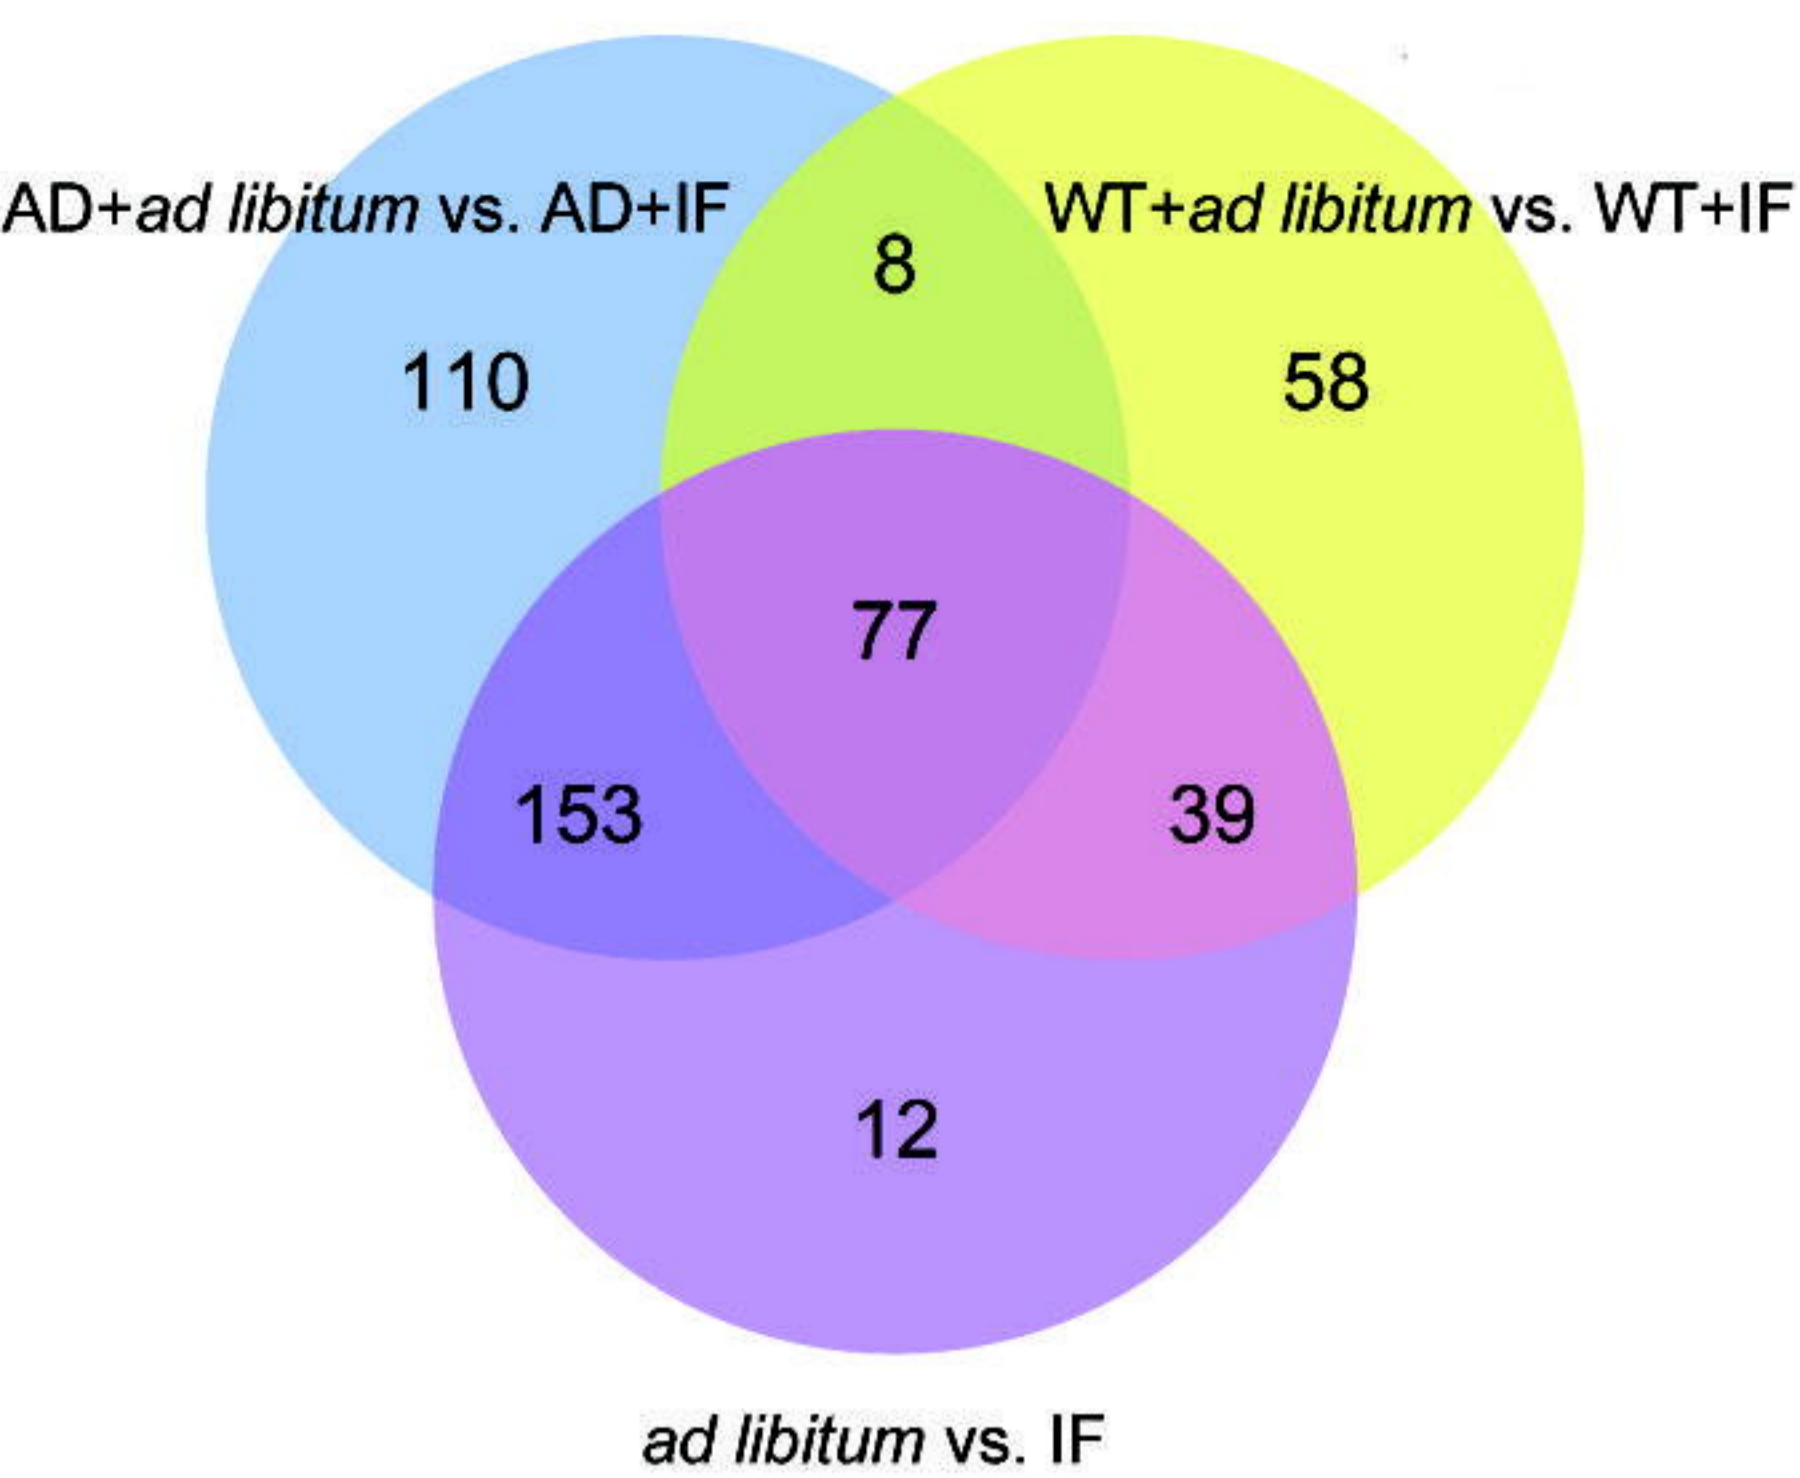 AD+ad libitum vs. AD+IF
WT+ad libitum vs. WT+IF
8
110
58
77
153
39
12
ad libitum vs. IF